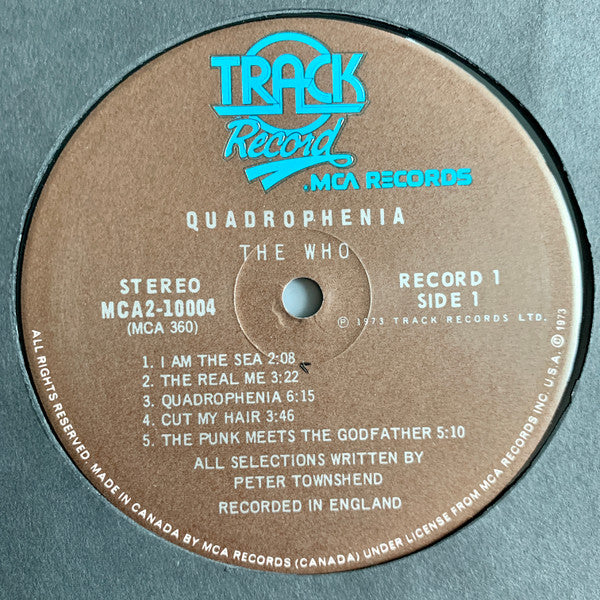 TRACK
Record
.MCA RECORDS
QUADROPHENIA
THE WHO
STEREO
MCA2-10004
(MCA 360)
RECORD 1
SIDE 1
℗ 1973 TRACK RECORDS LTD.
1. I AM THE SEA 2:08
2. THE REAL ME 3:22
3. QUADROPHENIA 6:15
4. CUT MY HAIR 3:46
5. THE PUNK MEETS THE GODFATHER 5:10
ALL SELECTIONS WRITTEN BY
PETER TOWNSHEND
RECORDED IN ENGLAND
ALL RIGHTS RESERVED. MADE IN CANADA BY MCA RECORDS (CANADA) UNDER LICENSE FROM MCA RECORDS INC. U.S.A. © 1973